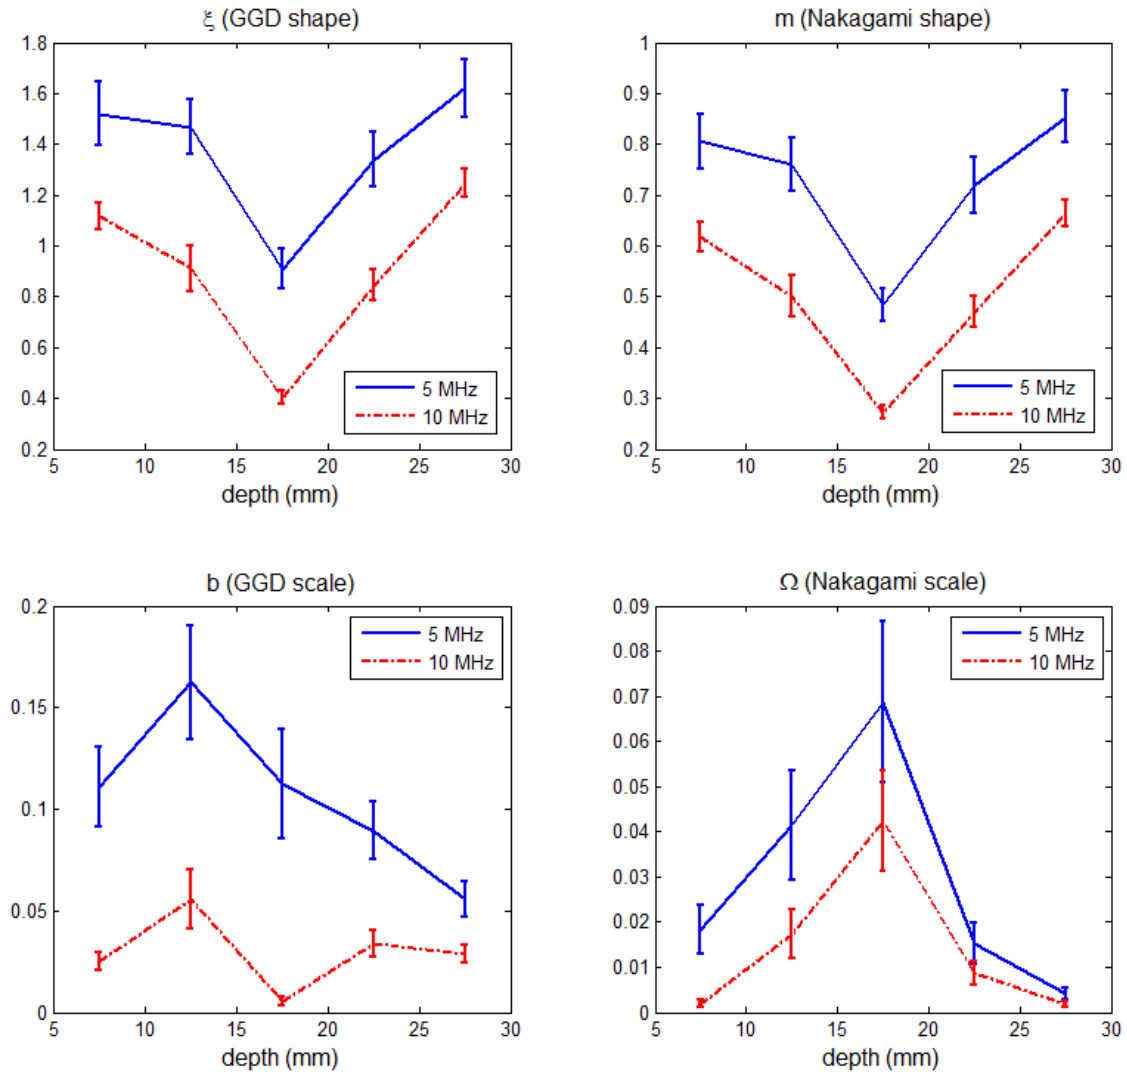 ξ (GGD shape)
1.8
1.6
1.4
1.2
1
0.8
0.6
0.4
0.2
5 MHz
10 MHz
5 10 15 20 25 30
depth (mm)
m (Nakagami shape)
1
0.9
0.8
0.7
0.6
0.5
0.4
0.3
0.2
5 MHz
10 MHz
5 10 15 20 25 30
depth (mm)
b (GGD scale)
0.2
0.15
0.1
0.05
0
5 MHz
10 MHz
5 10 15 20 25 30
depth (mm)
Ω (Nakagami scale)
0.09
0.08
0.07
0.06
0.05
0.04
0.03
0.02
0.01
0
5 MHz
10 MHz
5 10 15 20 25 30
depth (mm)